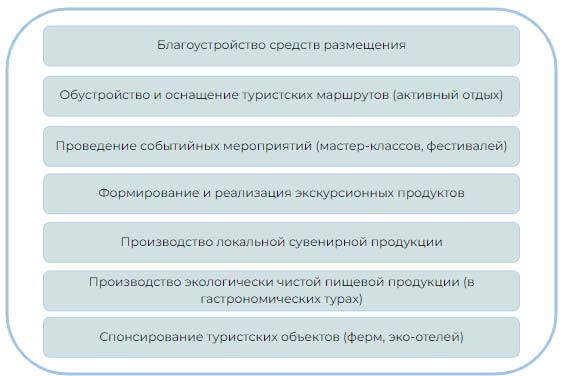 Благоустройство средств размещения
Обустройство и оснащение туристских маршрутов (активный отдых)
Проведение событийных мероприятий (мастер-классов, фестивалей)
Формирование и реализация экскурсионных продуктов
Производство локальной сувенирной продукции
Производство экологически чистой пищевой продукции (в
гастрономических турах)
Спонсирование туристских объектов (ферм, эко-отелей)